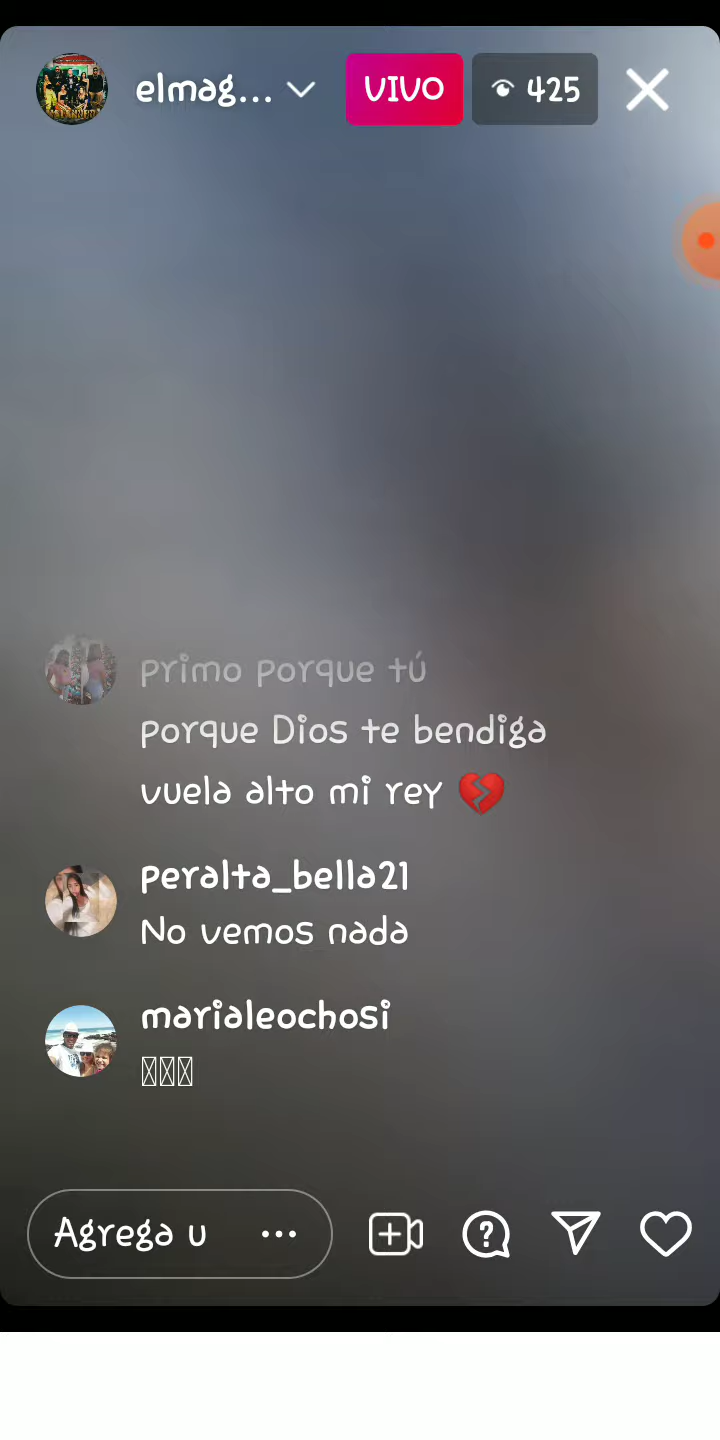 elmag...
VIVO
425
primo porque tú
porque Dios te bendiga
vuela alto mi rey 💔
peralta_bella21
No vemos nada
marialeochosi
Agrega u